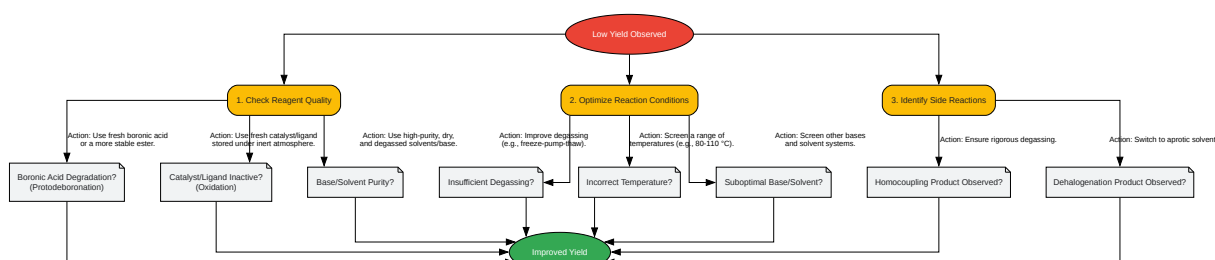 Low Yield Observed
1. Check Reagent Quality
2. Optimize Reaction Conditions
3. Identify Side Reactions
Action: Use fresh boronic acid
or a more stable ester.
Action: Use fresh catalyst/ligand
stored under inert atmosphere.
Action: Use high-purity, dry,
and degassed solvents/base.
Action: Improve degassing
(e.g., freeze-pump-thaw).
Action: Screen a range of
temperatures (e.g., 80-110 °C).
Action: Screen other bases
and solvent systems.
Action: Ensure rigorous degassing.
Action: Switch to aprotic solvent
Boronic Acid Degradation?
(Protodeboronation)
Catalyst/Ligand Inactive?
(Oxidation)
Base/Solvent Purity?
Insufficient Degassing?
Incorrect Temperature?
Suboptimal Base/Solvent?
Homocoupling Product Observed?
Dehalogenation Product Observed?
Improved Yield